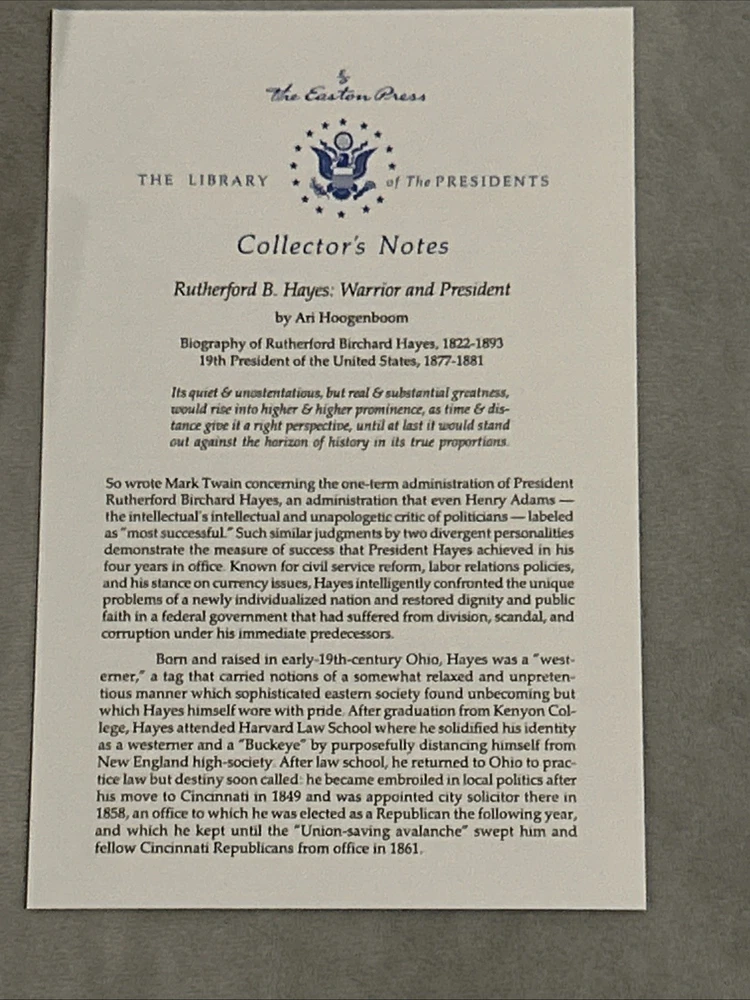 The Easton Press
THE LIBRARY of The PRESIDENTS
Collector's Notes
Rutherford B. Hayes: Warrior and President
by Ari Hoogenboom
Biography of Rutherford Birchard Hayes, 1822-1893
19th President of the United States, 1877-1881
Its quiet & unostentatious, but real & substantial greatness,
would rise into higher & higher prominence, as time & dis-
tance give it a right perspective, until at last it would stand
out against the horizon of history in its true proportions.
So wrote Mark Twain concerning the one-term administration of President
Rutherford Birchard Hayes, an administration that even Henry Adams —
the intellectual's intellectual and unapologetic critic of politicians — labeled
as "most successful." Such similar judgments by two divergent personalities
demonstrate the measure of success that President Hayes achieved in his
four years in office. Known for civil service reform, labor relations policies,
and his stance on currency issues, Hayes intelligently confronted the unique
problems of a newly individualized nation and restored dignity and public
faith in a federal government that had suffered from division, scandal, and
corruption under his immediate predecessors.
Born and raised in early-19th-century Ohio, Hayes was a "west-
erner," a tag that carried notions of a somewhat relaxed and unpreten-
tious manner which sophisticated eastern society found unbecoming but
which Hayes himself wore with pride. After graduation from Kenyon Col-
lege, Hayes attended Harvard Law School where he solidified his identity
as a westerner and a "Buckeye" by purposefully distancing himself from
New England high-society. After law school, he returned to Ohio to prac-
tice law but destiny soon called: he became embroiled in local politics after
his move to Cincinnati in 1849 and was appointed city solicitor there in
1858, an office to which he was elected as a Republican the following year,
and which he kept until the "Union-saving avalanche" swept him and
fellow Cincinnati Republicans from office in 1861.